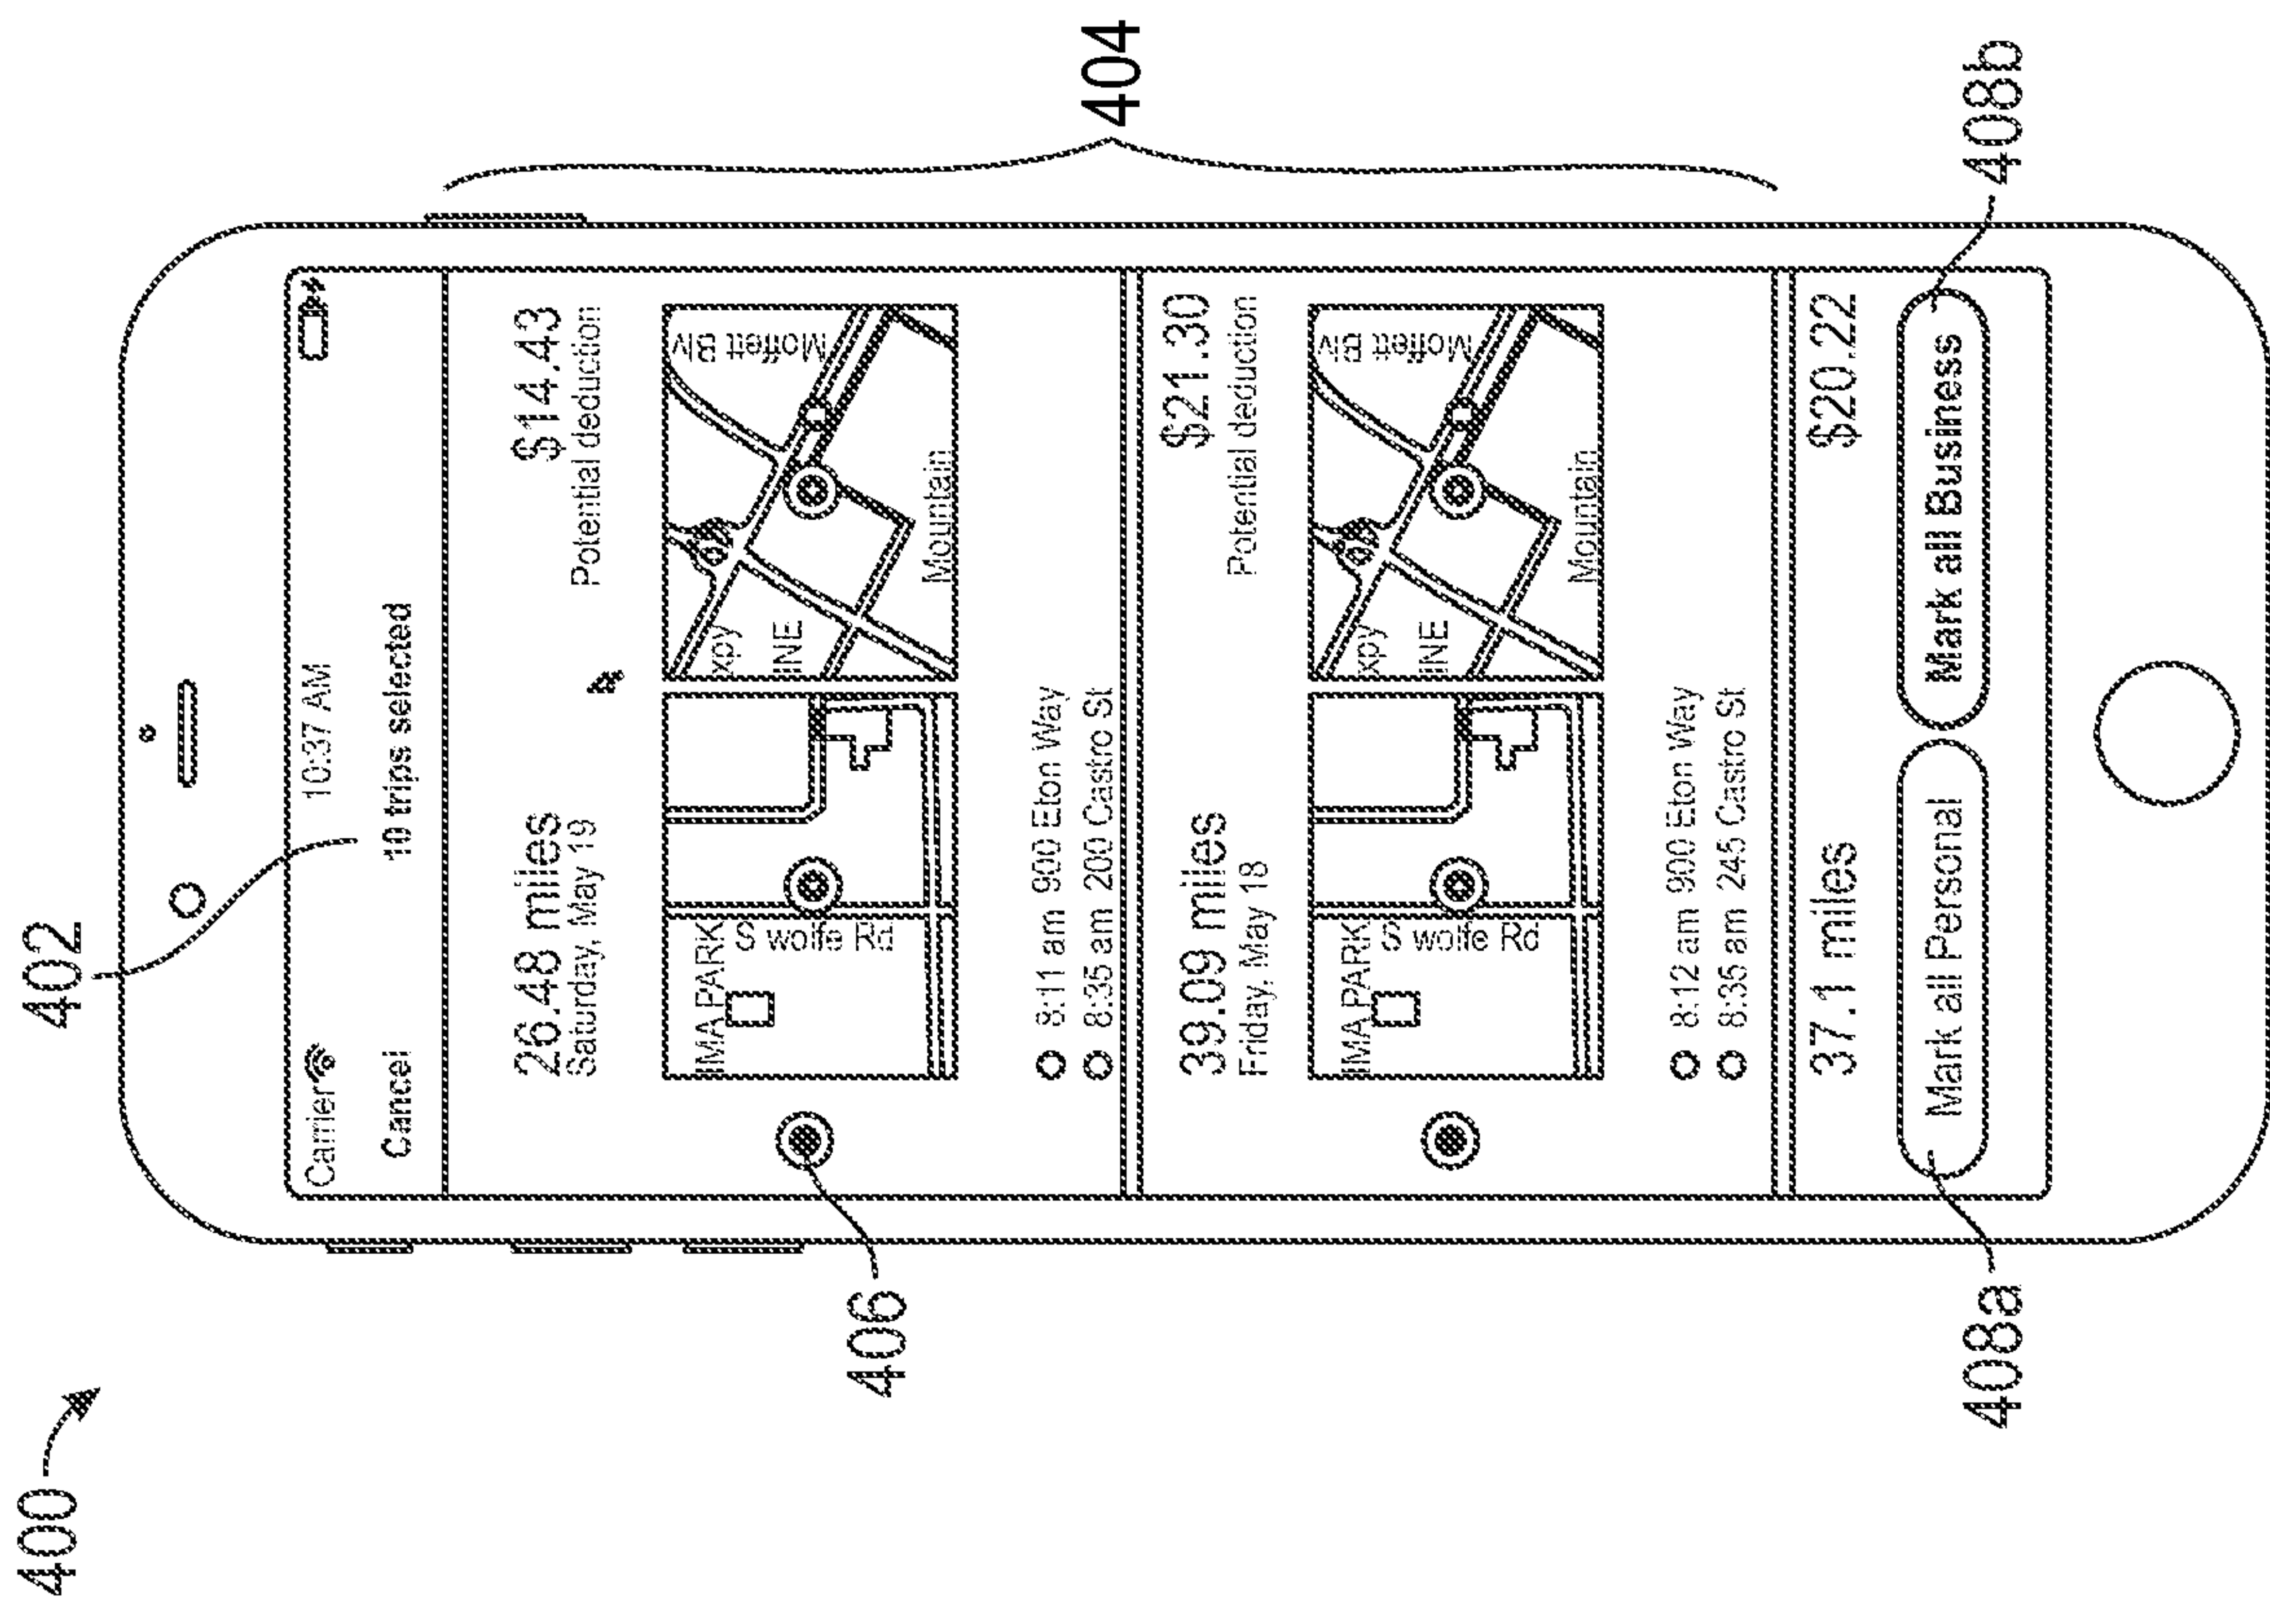 400
402
404
Carrier 10:37 AM
Cancel 10 trips selected
26.48 miles $14.43
Saturday, May 19 Potential deduction
IMA PARK
S wolfe Rd.
xpy
INE
Moffett Blv
Mountain
406
8:11 am 900 Eton Way
8:35 am 200 Castro St
39.09 miles $21.30
Friday, May 18 Potential deduction
IMA PARK
S wolfe Rd.
xpy
INE
Moffett Blv
Mountain
8:12 am 900 Eton Way
8:35 am 245 Castro St
37.1 miles $20.22
Mark all Personal Mark all Business
408a
408b